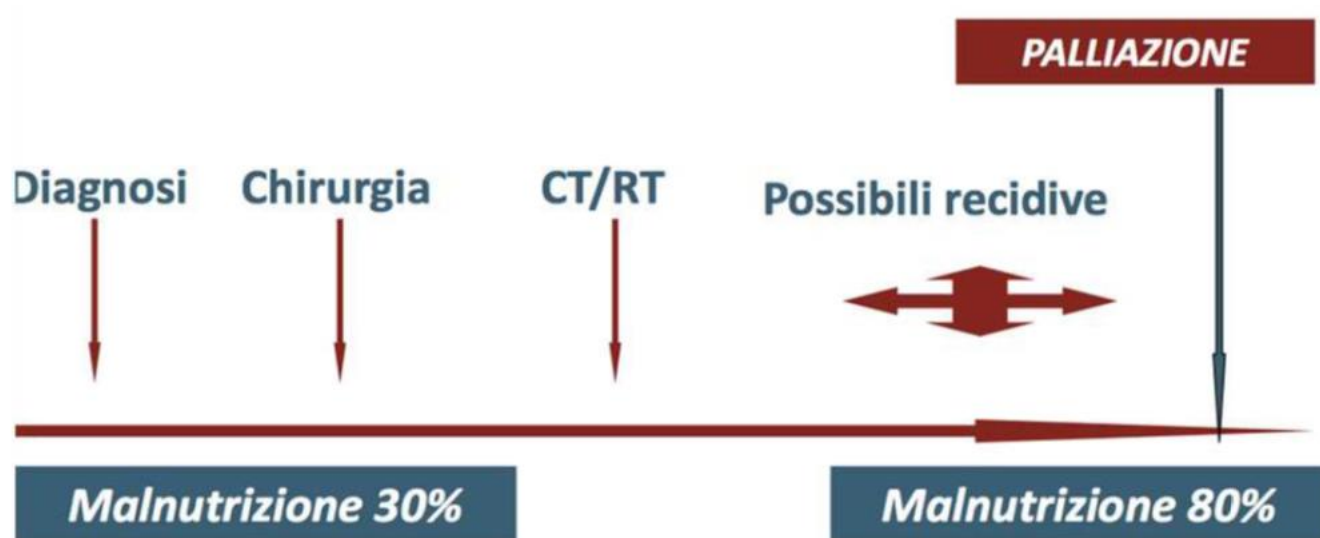 PALLIAZIONE
Diagnosi
Chirurgia
CT/RT
Possibili recidive
Malnutrizione 30%
Malnutrizione 80%